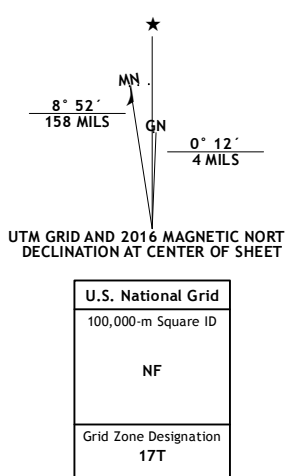 ★
MN
GN
8° 52´
158 MILS
0° 12´
4 MILS
UTM GRID AND 2016 MAGNETIC NORT
DECLINATION AT CENTER OF SHEET
U.S. National Grid
100,000-m Square ID
NF
Grid Zone Designation
17T